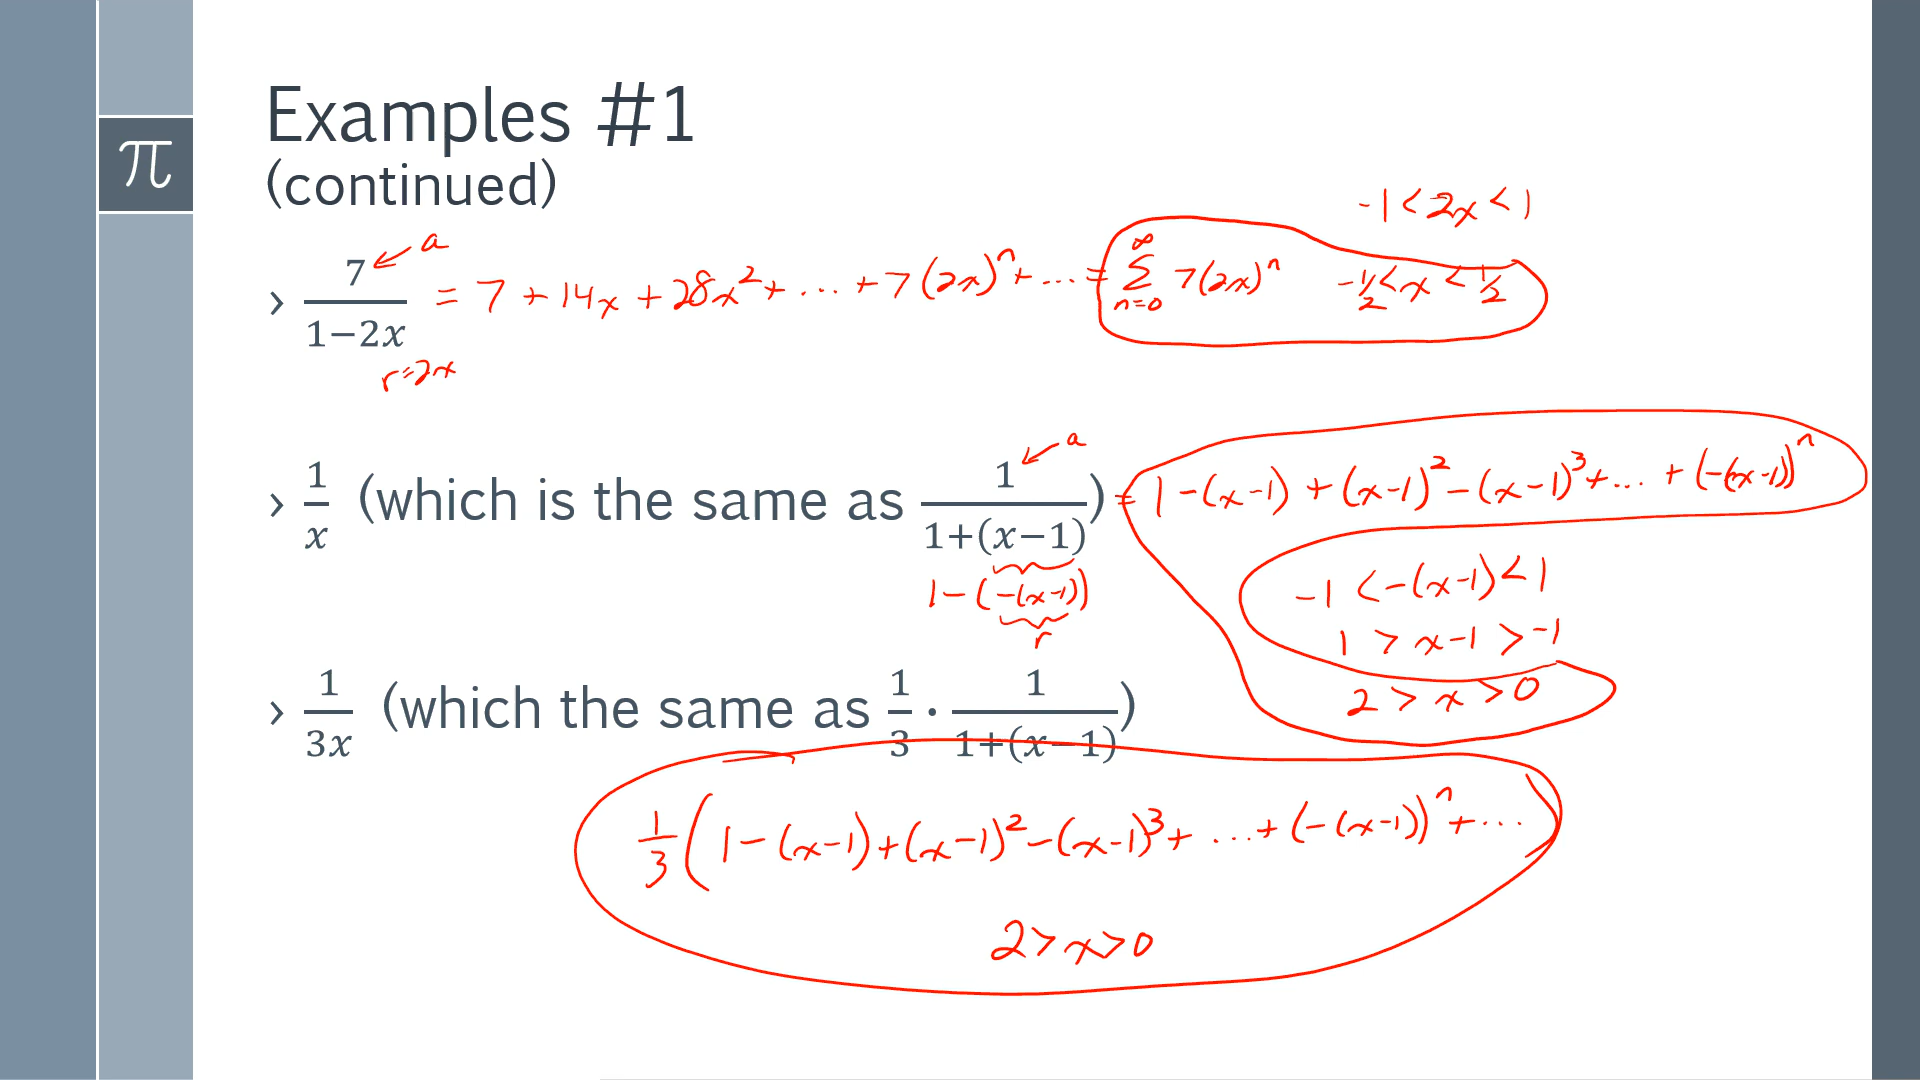 π
Examples #1
(continued)
-1 < 2x < 1
7/(1−2x) ← a = 7 + 14x + 28x² + ... + 7(2x)ⁿ + ... = ∞ Σ n=0 7(2x)ⁿ -1/2 < x < 1/2
r=2x
› 1/x (which is the same as 1/(1+(x−1))) ← a = 1 - (x-1) + (x-1)² - (x-1)³ + ... + (-(x-1))ⁿ
1 - (-(x-1))
r
-1 < -(x-1) < 1
1 > x-1 > -1
2 > x > 0
› 1/3x (which the same as 1/3 · 1/(1+(x−1)))
1/3 (1 - (x-1) + (x-1)² - (x-1)³ + ... + (-(x-1))ⁿ + ...)
2 > x > 0